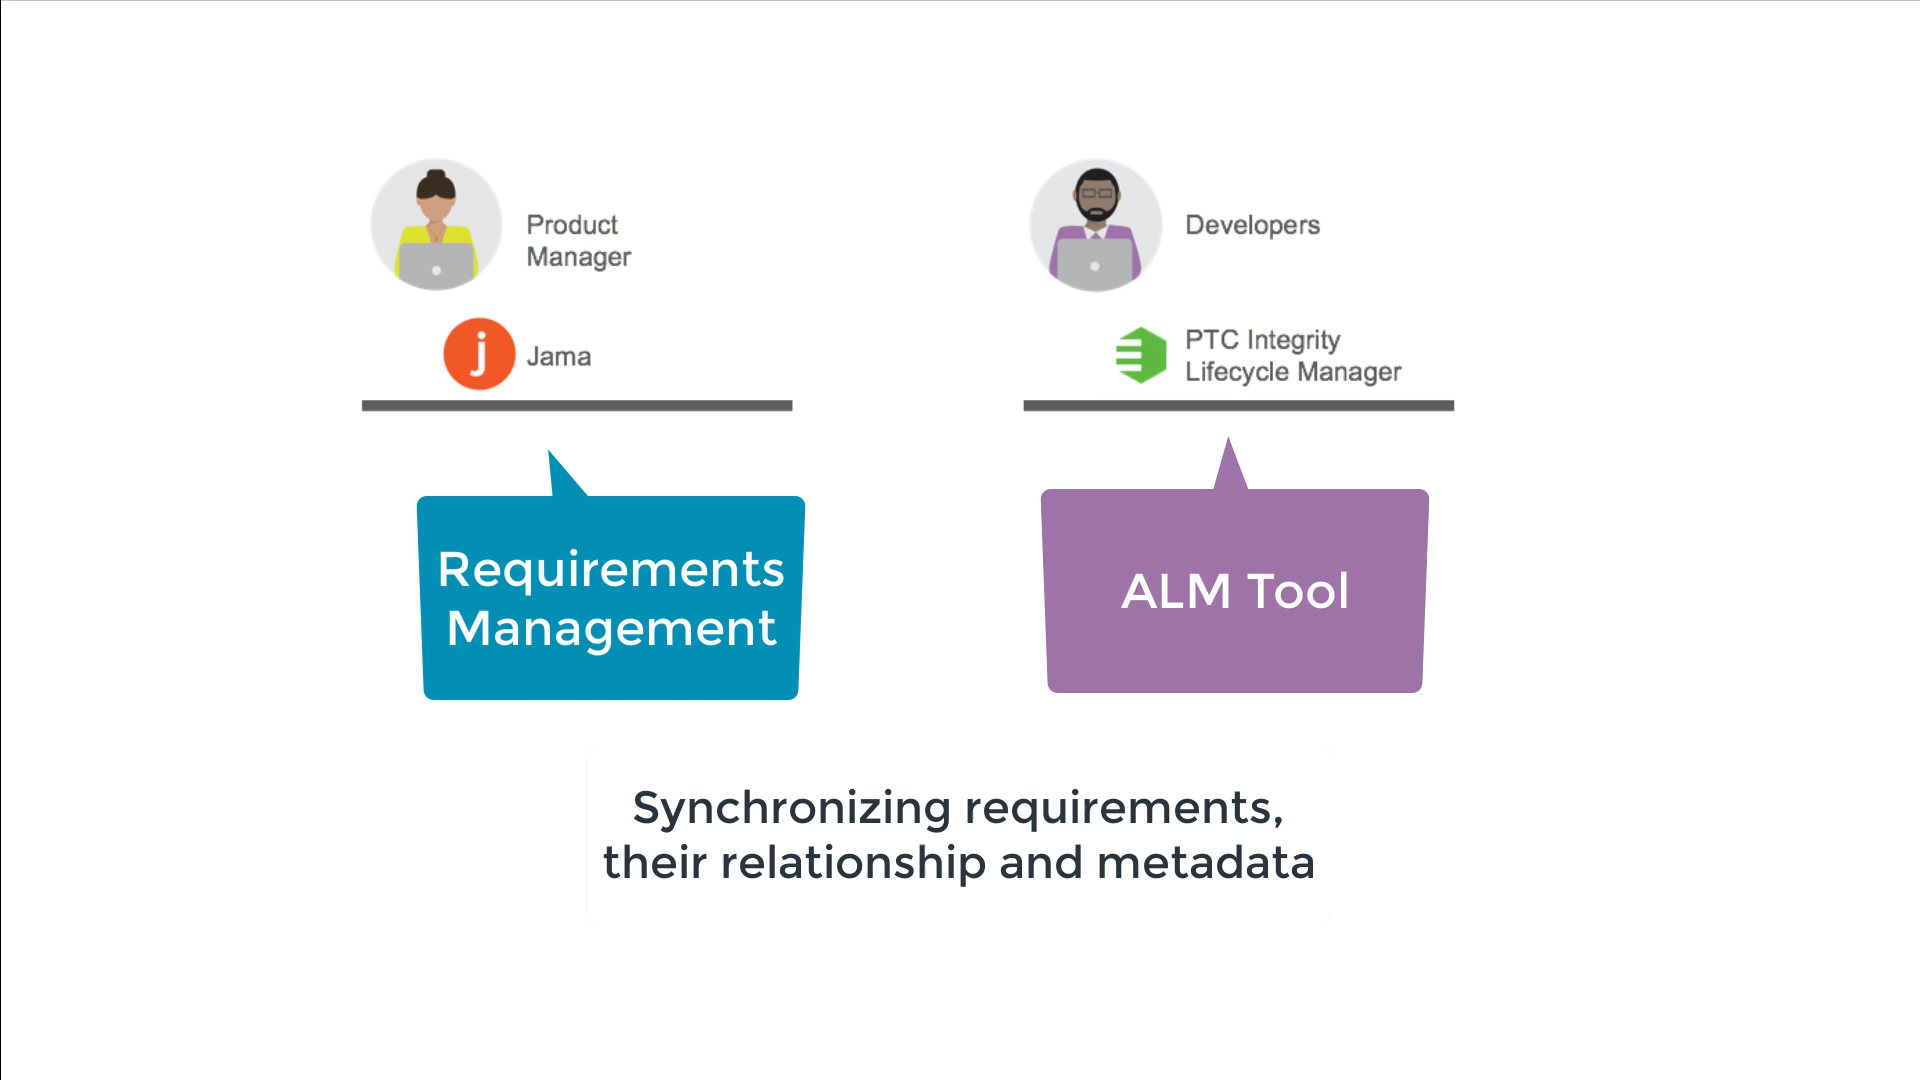 Product
Manager
j
Jama
Developers
PTC Integrity
Lifecycle Manager
Requirements
Management
ALM Tool
Synchronizing requirements,
their relationship and metadata